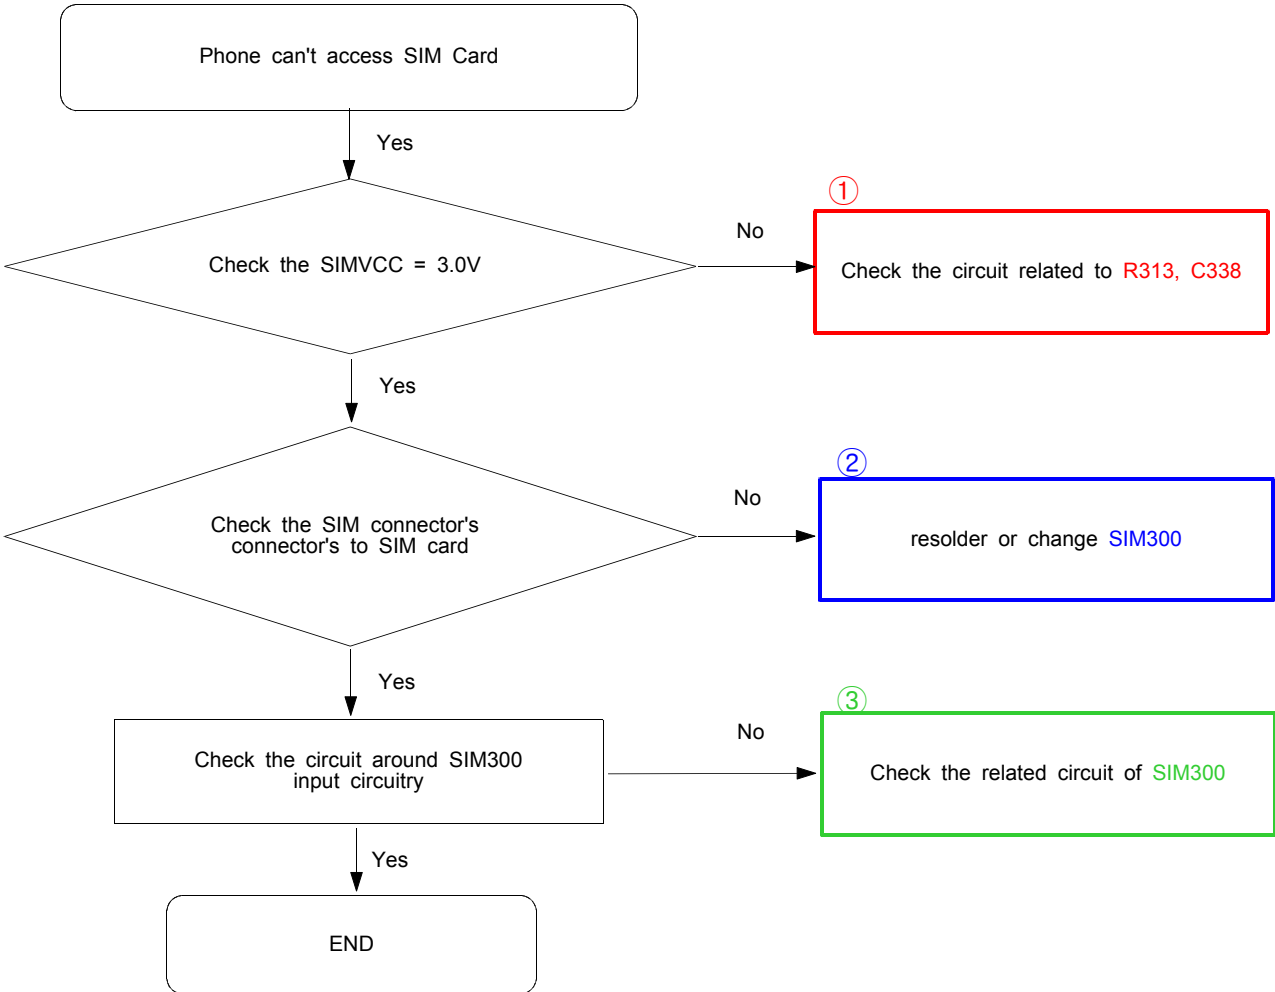 Phone can't access SIM Card
Yes
①
No
Check the SIMVCC = 3.0V
Check the circuit related to R313, C338
Yes
②
No
Check the SIM connector's
connector's to SIM card
resolder or change SIM300
Yes
③
No
Check the circuit around SIM300
input circuitry
Check the related circuit of SIM300
Yes
END